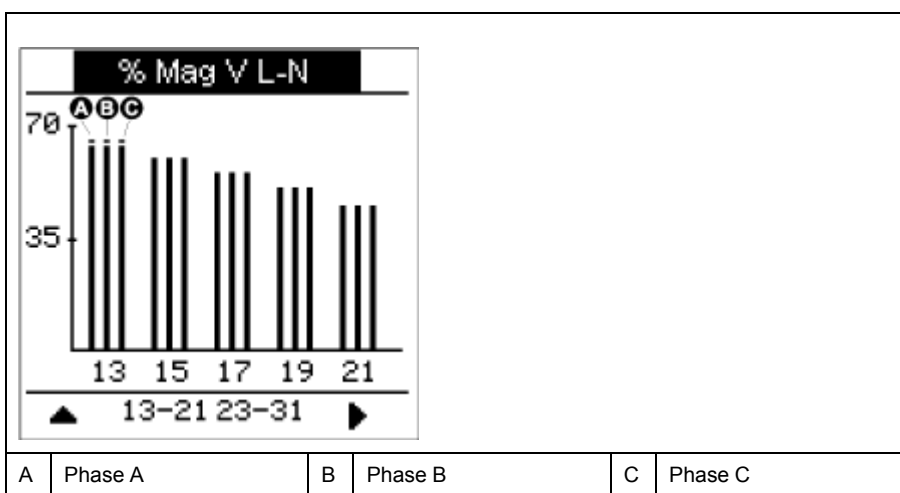 % Mag V L-N
A B C
70
35
13 15 17 19 21
13-21 23-31
A Phase A B Phase B C Phase C